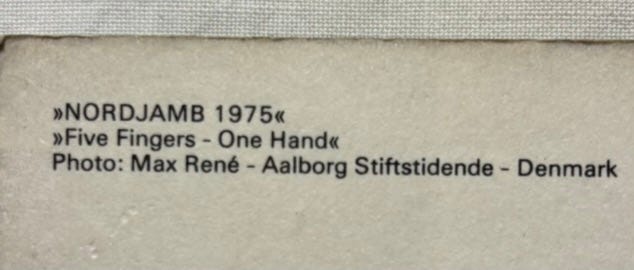 »NORDJAMB 1975«
»Five Fingers - One Hand«
Photo: Max René - Aalborg Stiftstidende - Denmark